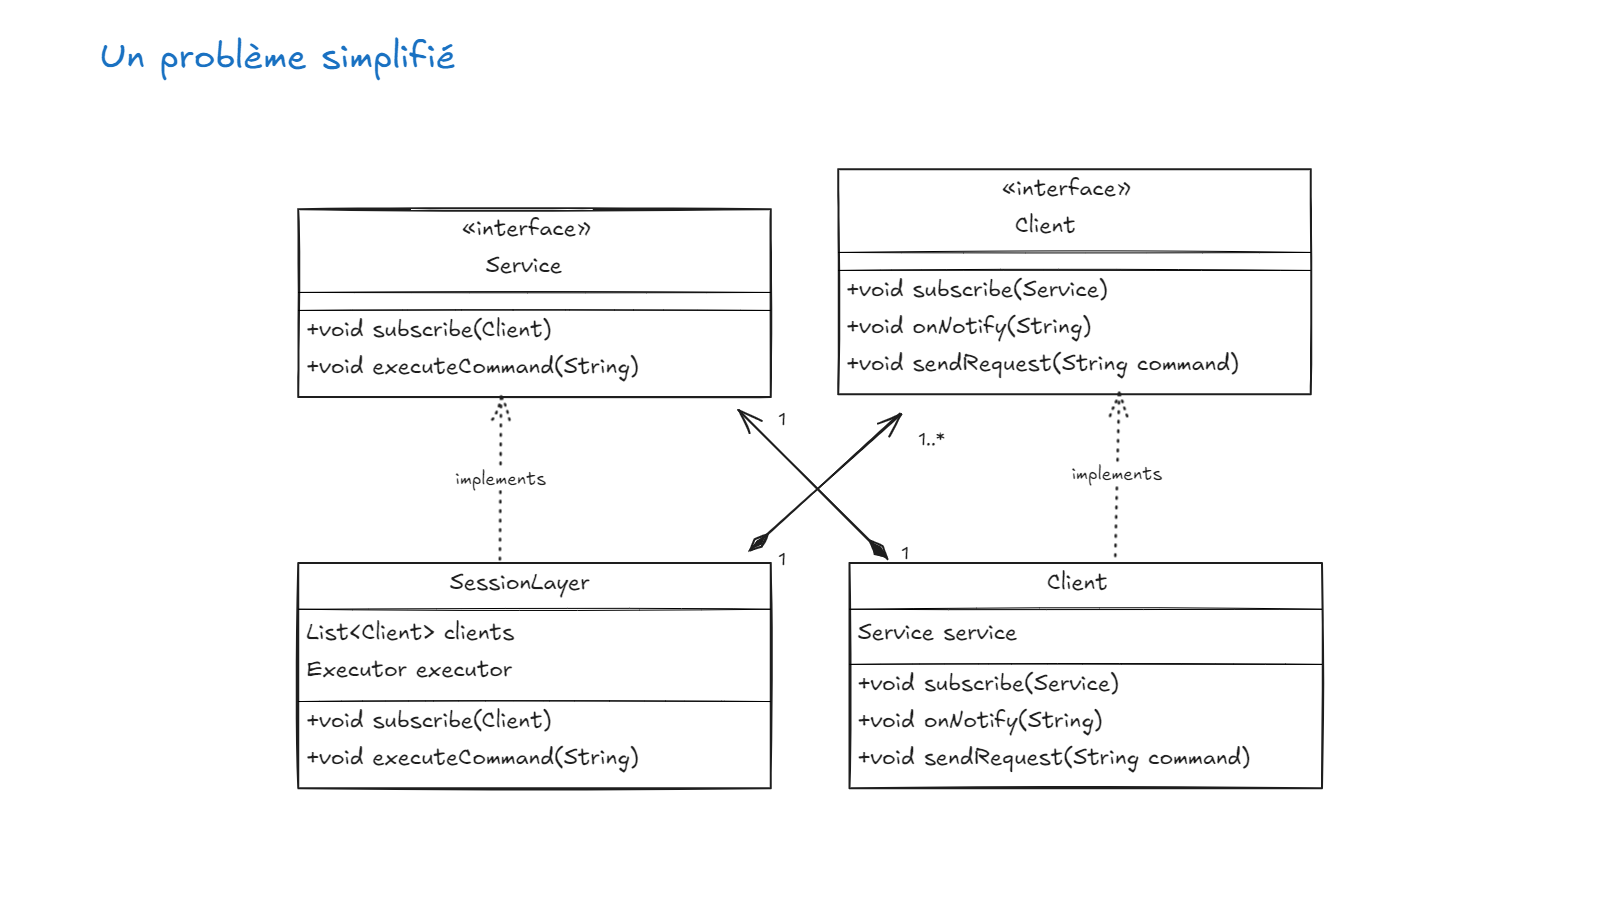 Un problème simplifié
«interface»
Service
+void subscribe(Client)
+void executeCommand(String)
«interface»
Client
+void subscribe(Service)
+void onNotify(String)
+void sendRequest(String command)
1
1..*
implements
implements
1
1
SessionLayer
List<Client> clients
Executor executor
+void subscribe(Client)
+void executeCommand(String)
Client
Service service
+void subscribe(Service)
+void onNotify(String)
+void sendRequest(String command)